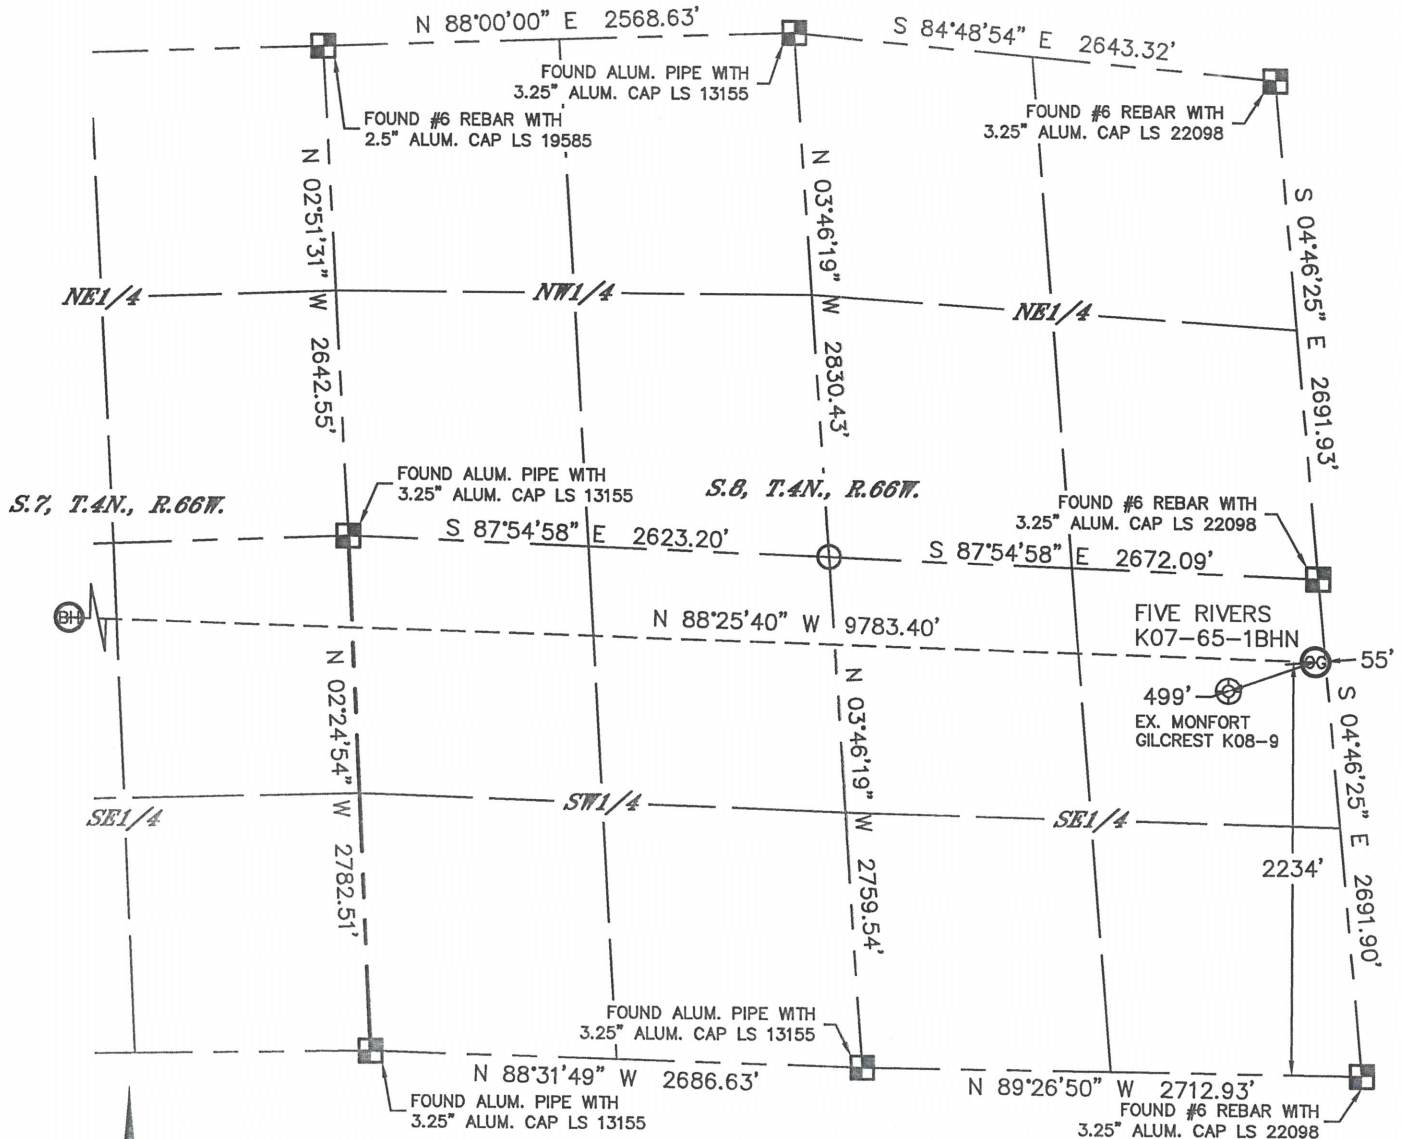 N 88°00'00" E 2568.63'
S 84°48'54" E 2643.32'
FOUND ALUM. PIPE WITH
3.25" ALUM. CAP LS 13155
FOUND #6 REBAR WITH
2.5" ALUM. CAP LS 19585
FOUND #6 REBAR WITH
3.25" ALUM. CAP LS 22098
N 02°51'31" W 2642.55'
N 03°46'19" W 2830.43'
S 04°46'25" E 2691.93'
NE1/4
NW1/4
NE1/4
FOUND ALUM. PIPE WITH
3.25" ALUM. CAP LS 13155
S.7, T.4N., R.66W.
S.8, T.4N., R.66W.
FOUND #6 REBAR WITH
3.25" ALUM. CAP LS 22098
S 87°54'58" E 2623.20'
S 87°54'58" E 2672.09'
BH
N 88°25'40" W 9783.40'
FIVE RIVERS
K07-65-1BHN
OG
55'
499'
EX. MONFORT
GILCREST K08-9
N 02°24'54" W 2782.51'
N 03°46'19" W 2759.54'
S 04°46'25" E 2691.90'
SE1/4
SW1/4
SE1/4
2234'
FOUND ALUM. PIPE WITH
3.25" ALUM. CAP LS 13155
N 88°31'49" W 2686.63'
N 89°26'50" W 2712.93'
FOUND ALUM. PIPE WITH
3.25" ALUM. CAP LS 13155
FOUND #6 REBAR WITH
3.25" ALUM. CAP LS 22098